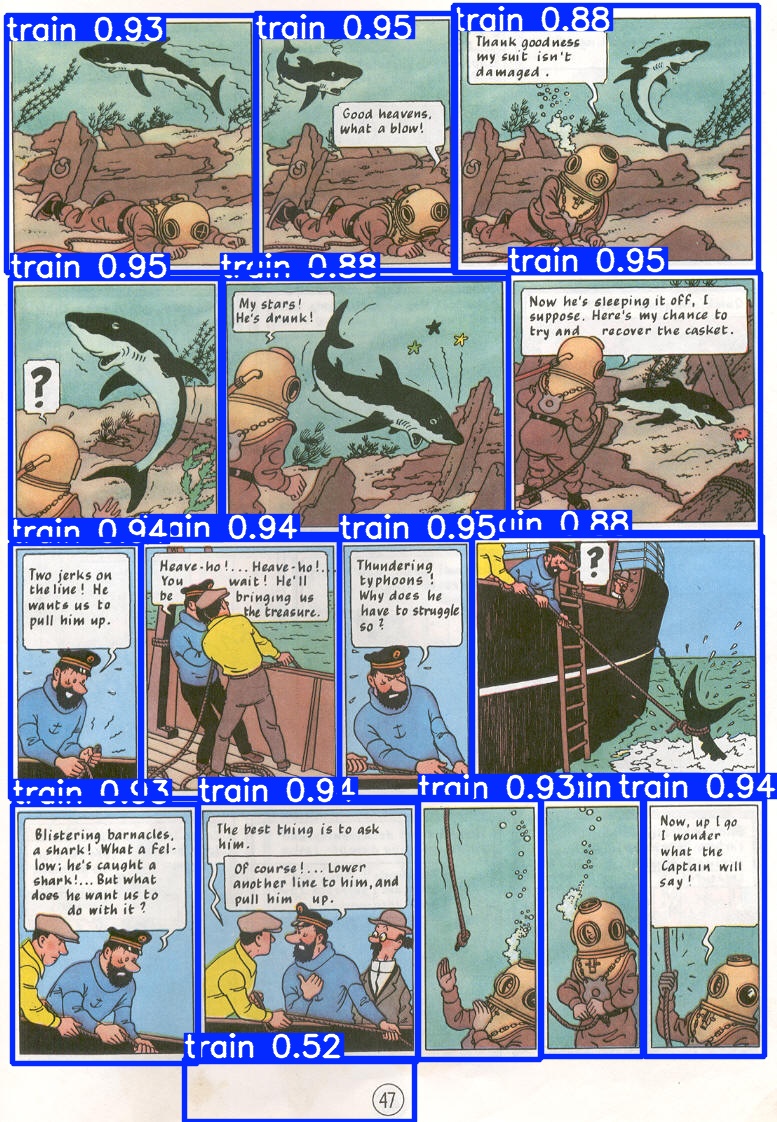 train 0.93
train 0.95
train 0.88
Good heavens,
what a blow!
Thank goodness
my suit isn't
damaged.
train 0.95
train 0.88
train 0.95
?
My stars!
He's drunk!
Now he's sleeping it off, I
suppose. Here's my chance to
try and recover the casket.
train 0.94
train 0.94
train 0.95
0.88
Two jerks on
the line! He
wants us to
pull him up.
Heave-ho!... Heave-ho!...
You wait! He'll
be bringing us
the treasure.
Thundering
typhoons!
Why does he
have to struggle
so?
?
train 0.93
train 0.94
train 0.93
train 0.94
Blistering barnacles,
a shark! What a fel-
low; he's caught a
shark!... But what
does he want us to
do with it?
The best thing is to ask
him.
Of course!... Lower
another line to him, and
pull him up.
Now, up I go
I wonder
what the
Captain will
say!
train 0.52
47